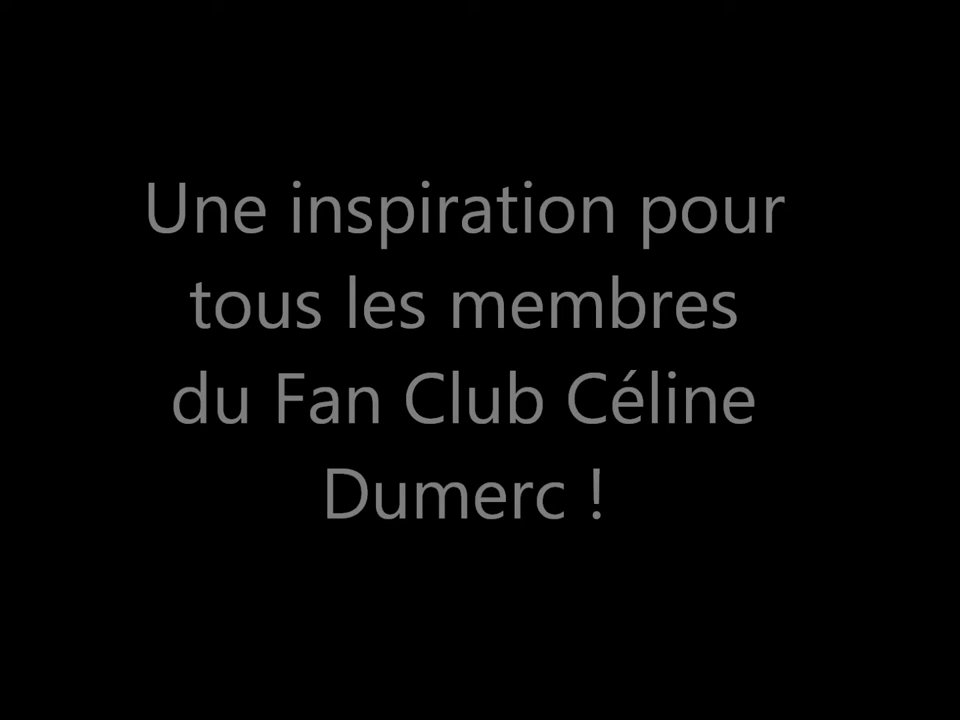 Une inspiration pour
tous les membres
du Fan Club Céline
Dumerc !